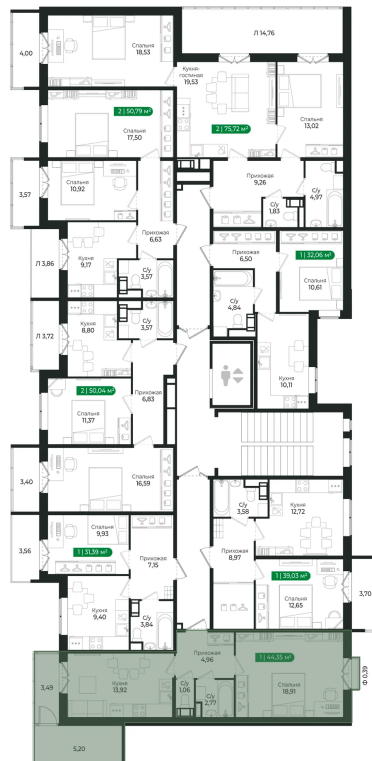 Л 14,76
4,00
Спальня
18,53
Кухня-
гостиная
19,53
Спальня
13,02
2 | 50,79 м²
Спальня
17,50
2 | 75,72 м²
3,57
Спальня
10,92
9,26
С/у
4,97
С/у
1,83
Прихожая
6,63
Прихожая
6,50
1 | 32,06 м²
Спальня
10,61
Л 3,86
Кухня
9,17
С/у
3,57
С/у
4,84
Л 3,72
Кухня
8,80
С/у
3,57
Кухня
10,11
2 | 50,04 м²
Спальня
11,37
Прихожая
6,83
3,40
Спальня
16,59
С/у
3,58
Кухня
12,72
3,56
Спальня
9,93
1 | 31,39 м²
Прихожая
7,15
Прихожая
8,97
1 | 39,03 м²
Спальня
12,65
3,70
Кухня
9,40
С/у
3,84
Прихожая
4,96
1 | 44,35 м²
Ф 0,39
3,49
Кухня
13,92
С/у
1,06
С/у
2,77
Спальня
18,91
5,20